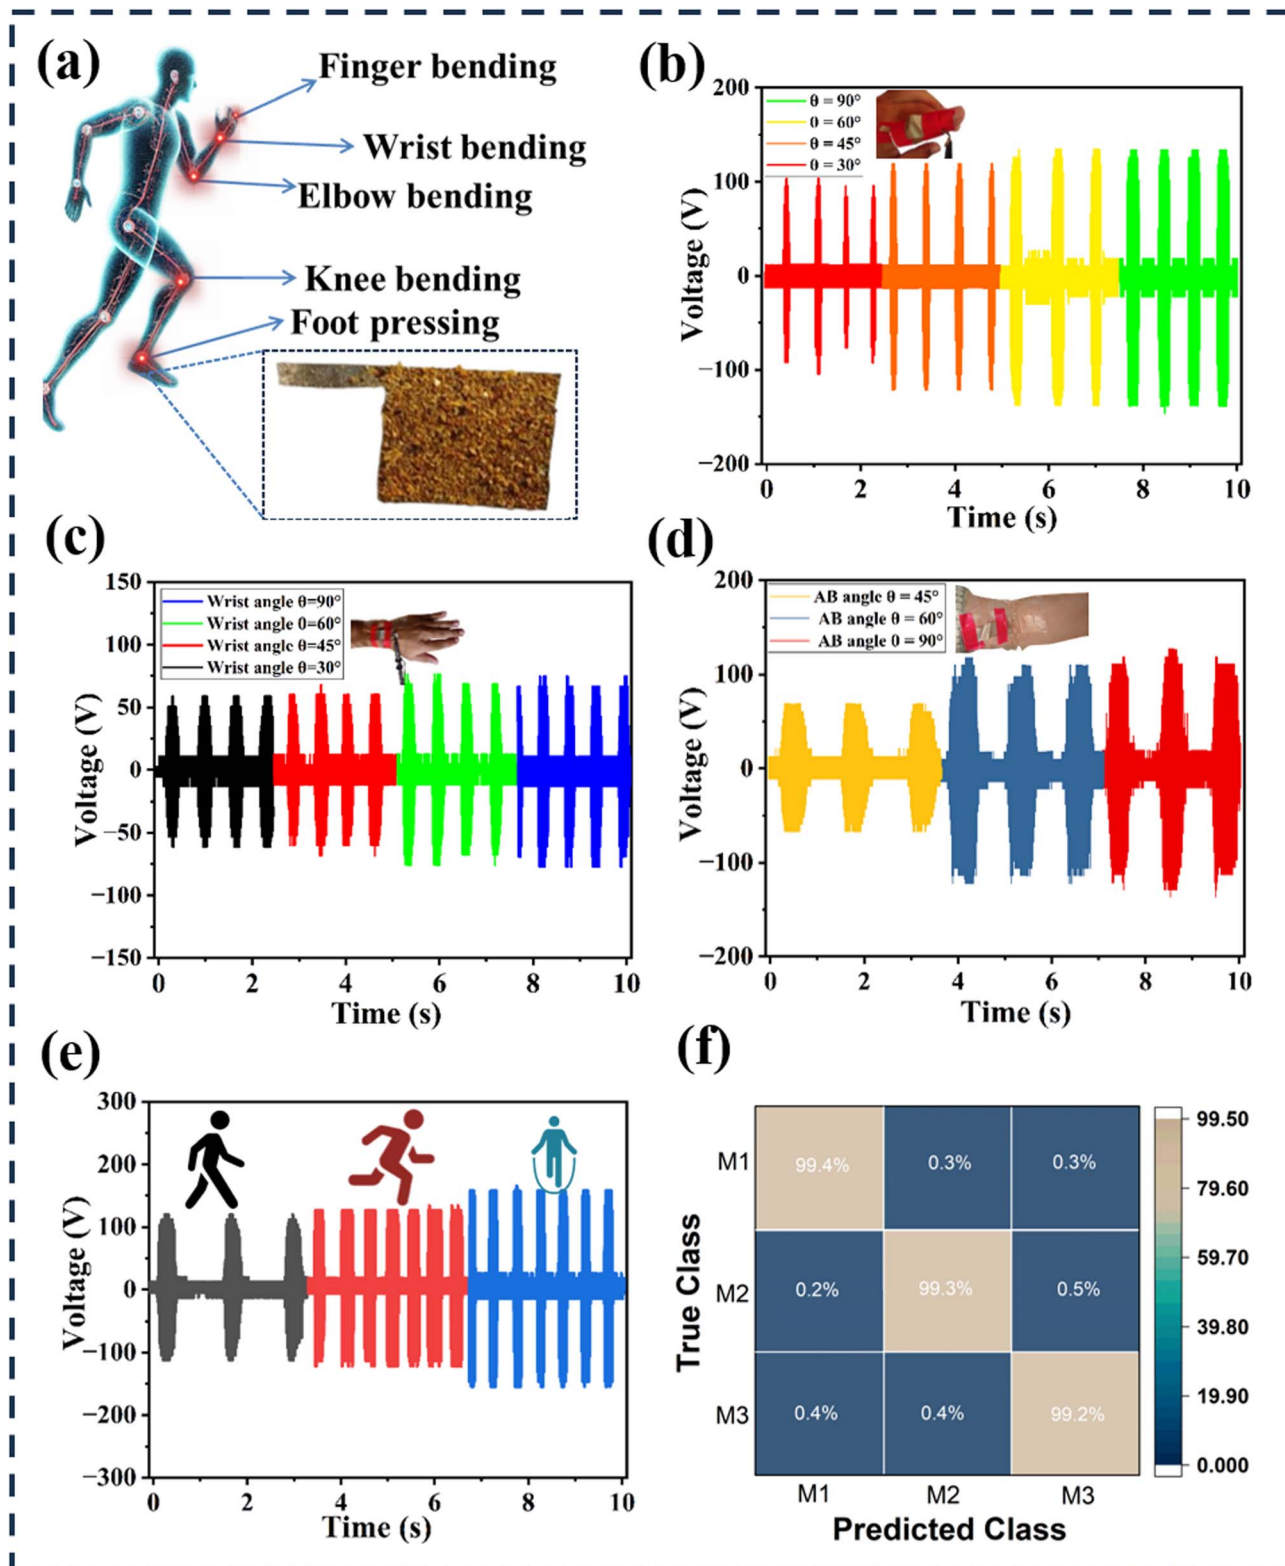 (a)
Finger bending
Wrist bending
Elbow bending
Knee bending
Foot pressing
(b)
200
100
0
−100
−200
Voltage (V)
θ = 90°
θ = 60°
θ = 45°
θ = 30°
0 2 4 6 8 10
Time (s)
(c)
150
100
50
0
−50
−100
−150
Voltage (V)
Wrist angle θ=90°
Wrist angle θ=60°
Wrist angle θ=45°
Wrist angle θ=30°
0 2 4 6 8 10
Time (s)
(d)
200
100
0
−100
−200
Voltage (V)
AB angle θ = 45°
AB angle θ = 60°
AB angle θ = 90°
0 2 4 6 8 10
Time (s)
(e)
300
200
100
0
−100
−200
−300
Voltage (V)
0 2 4 6 8 10
Time (s)
(f)
True Class
M1 99.4% 0.3% 0.3%
M2 0.2% 99.3% 0.5%
M3 0.4% 0.4% 99.2%
M1 M2 M3
Predicted Class
99.50
79.60
59.70
39.80
19.90
0.000